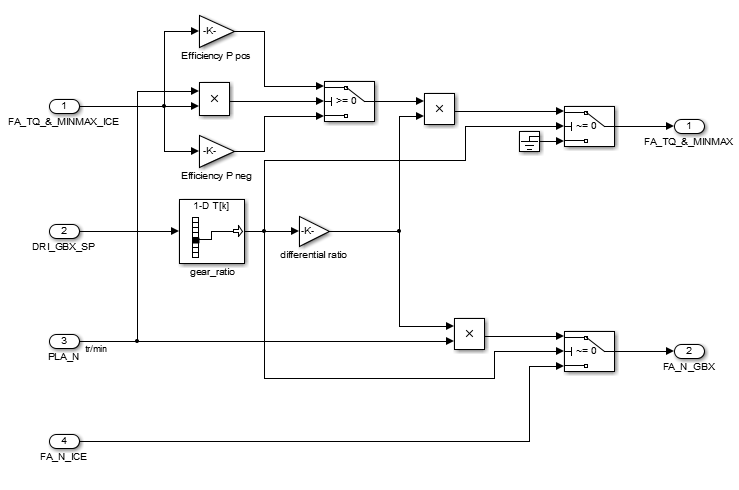 -K-
Efficiency P pos
1
FA_TQ_&_MINMAX_ICE
×
>= 0
×
~= 0
1
FA_TQ_&_MINMAX
-K-
Efficiency P neg
2
DRI_GBX_SP
1-D T[k]
gear_ratio
-K-
differential ratio
3
PLA_N
tr/min
×
~= 0
2
FA_N_GBX
4
FA_N_ICE